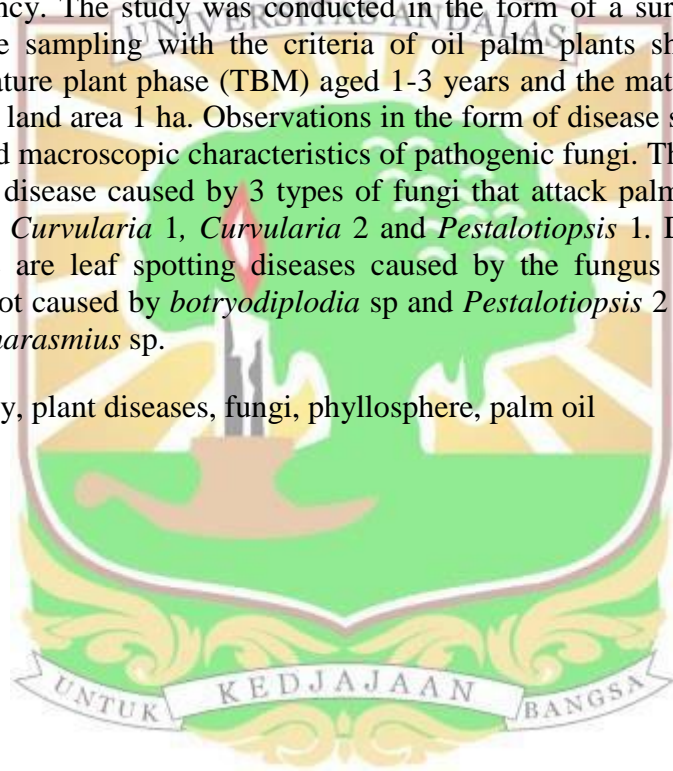 ncy. The study was conducted in the form of a sur
e sampling with the criteria of oil palm plants sh
ature plant phase (TBM) aged 1-3 years and the mat
land area 1 ha. Observations in the form of disease s
d macroscopic characteristics of pathogenic fungi. Th
disease caused by 3 types of fungi that attack palm
Curvularia 1, Curvularia 2 and Pestalotiopsis 1. D
are leaf spotting diseases caused by the fungus
ot caused by botryodiplodia sp and Pestalotiopsis 2
narasmius sp.
y, plant diseases, fungi, phyllosphere, palm oil
UNIVERSITAS ANDALAS
UNTUK KEDJAJAAN BANGSA